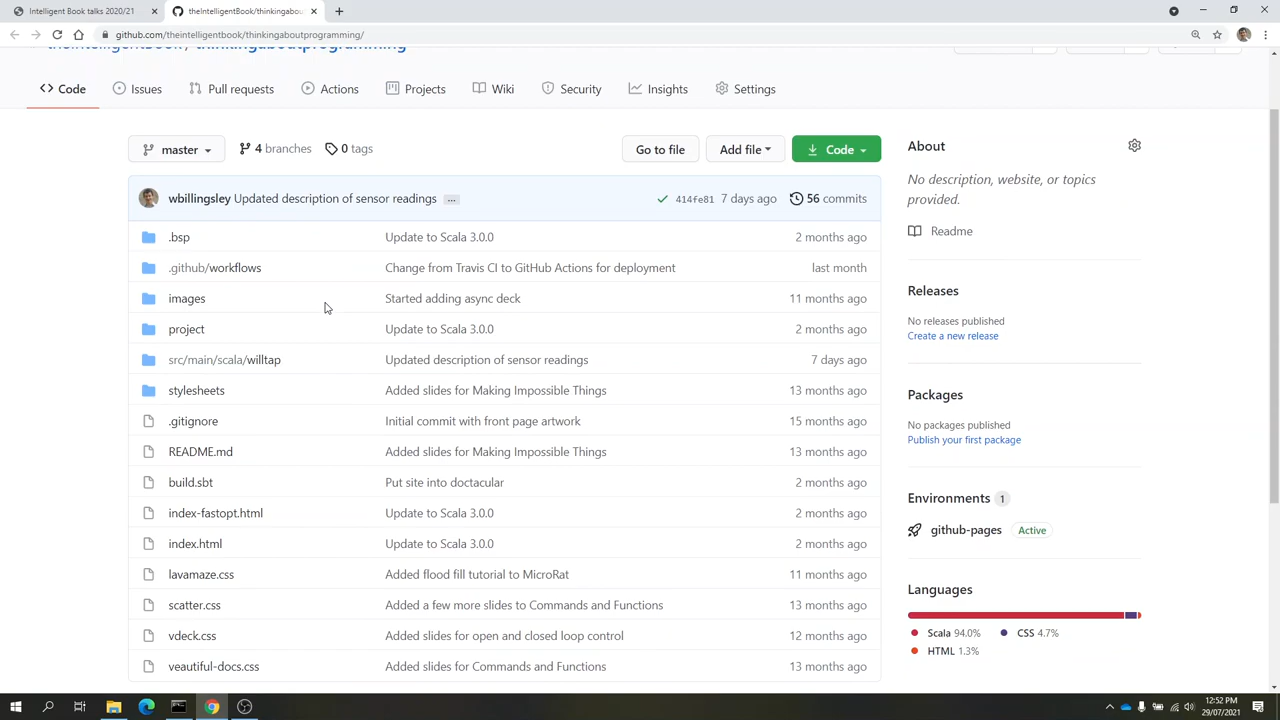 Intelligent Book talks 2020/21
theIntelligentBook/thinkingabout
github.com/theintelligentbook/thinkingaboutprogramming/
theIntelligentBook / thinkingaboutprogramming
Code
Issues
Pull requests
Actions
Projects
Wiki
Security
Insights
Settings
master
4 branches
0 tags
Go to file
Add file
Code
wbillingsley Updated description of sensor readings ...
414fe81 7 days ago
56 commits
.bsp Update to Scala 3.0.0 2 months ago
.github/workflows Change from Travis CI to GitHub Actions for deployment last month
images Started adding async deck 11 months ago
project Update to Scala 3.0.0 2 months ago
src/main/scala/willtap Updated description of sensor readings 7 days ago
stylesheets Added slides for Making Impossible Things 13 months ago
.gitignore Initial commit with front page artwork 15 months ago
README.md Added slides for Making Impossible Things 13 months ago
build.sbt Put site into doctacular 2 months ago
index-fastopt.html Update to Scala 3.0.0 2 months ago
index.html Update to Scala 3.0.0 2 months ago
lavamaze.css Added flood fill tutorial to MicroRat 11 months ago
scatter.css Added a few more slides to Commands and Functions 13 months ago
vdeck.css Added slides for open and closed loop control 12 months ago
veautiful-docs.css Added slides for Commands and Functions 13 months ago
About
No description, website, or topics
provided.
Readme
Releases
No releases published
Create a new release
Packages
No packages published
Publish your first package
Environments 1
github-pages Active
Languages
Scala 94.0% CSS 4.7%
HTML 1.3%
12:52 PM
29/07/2021